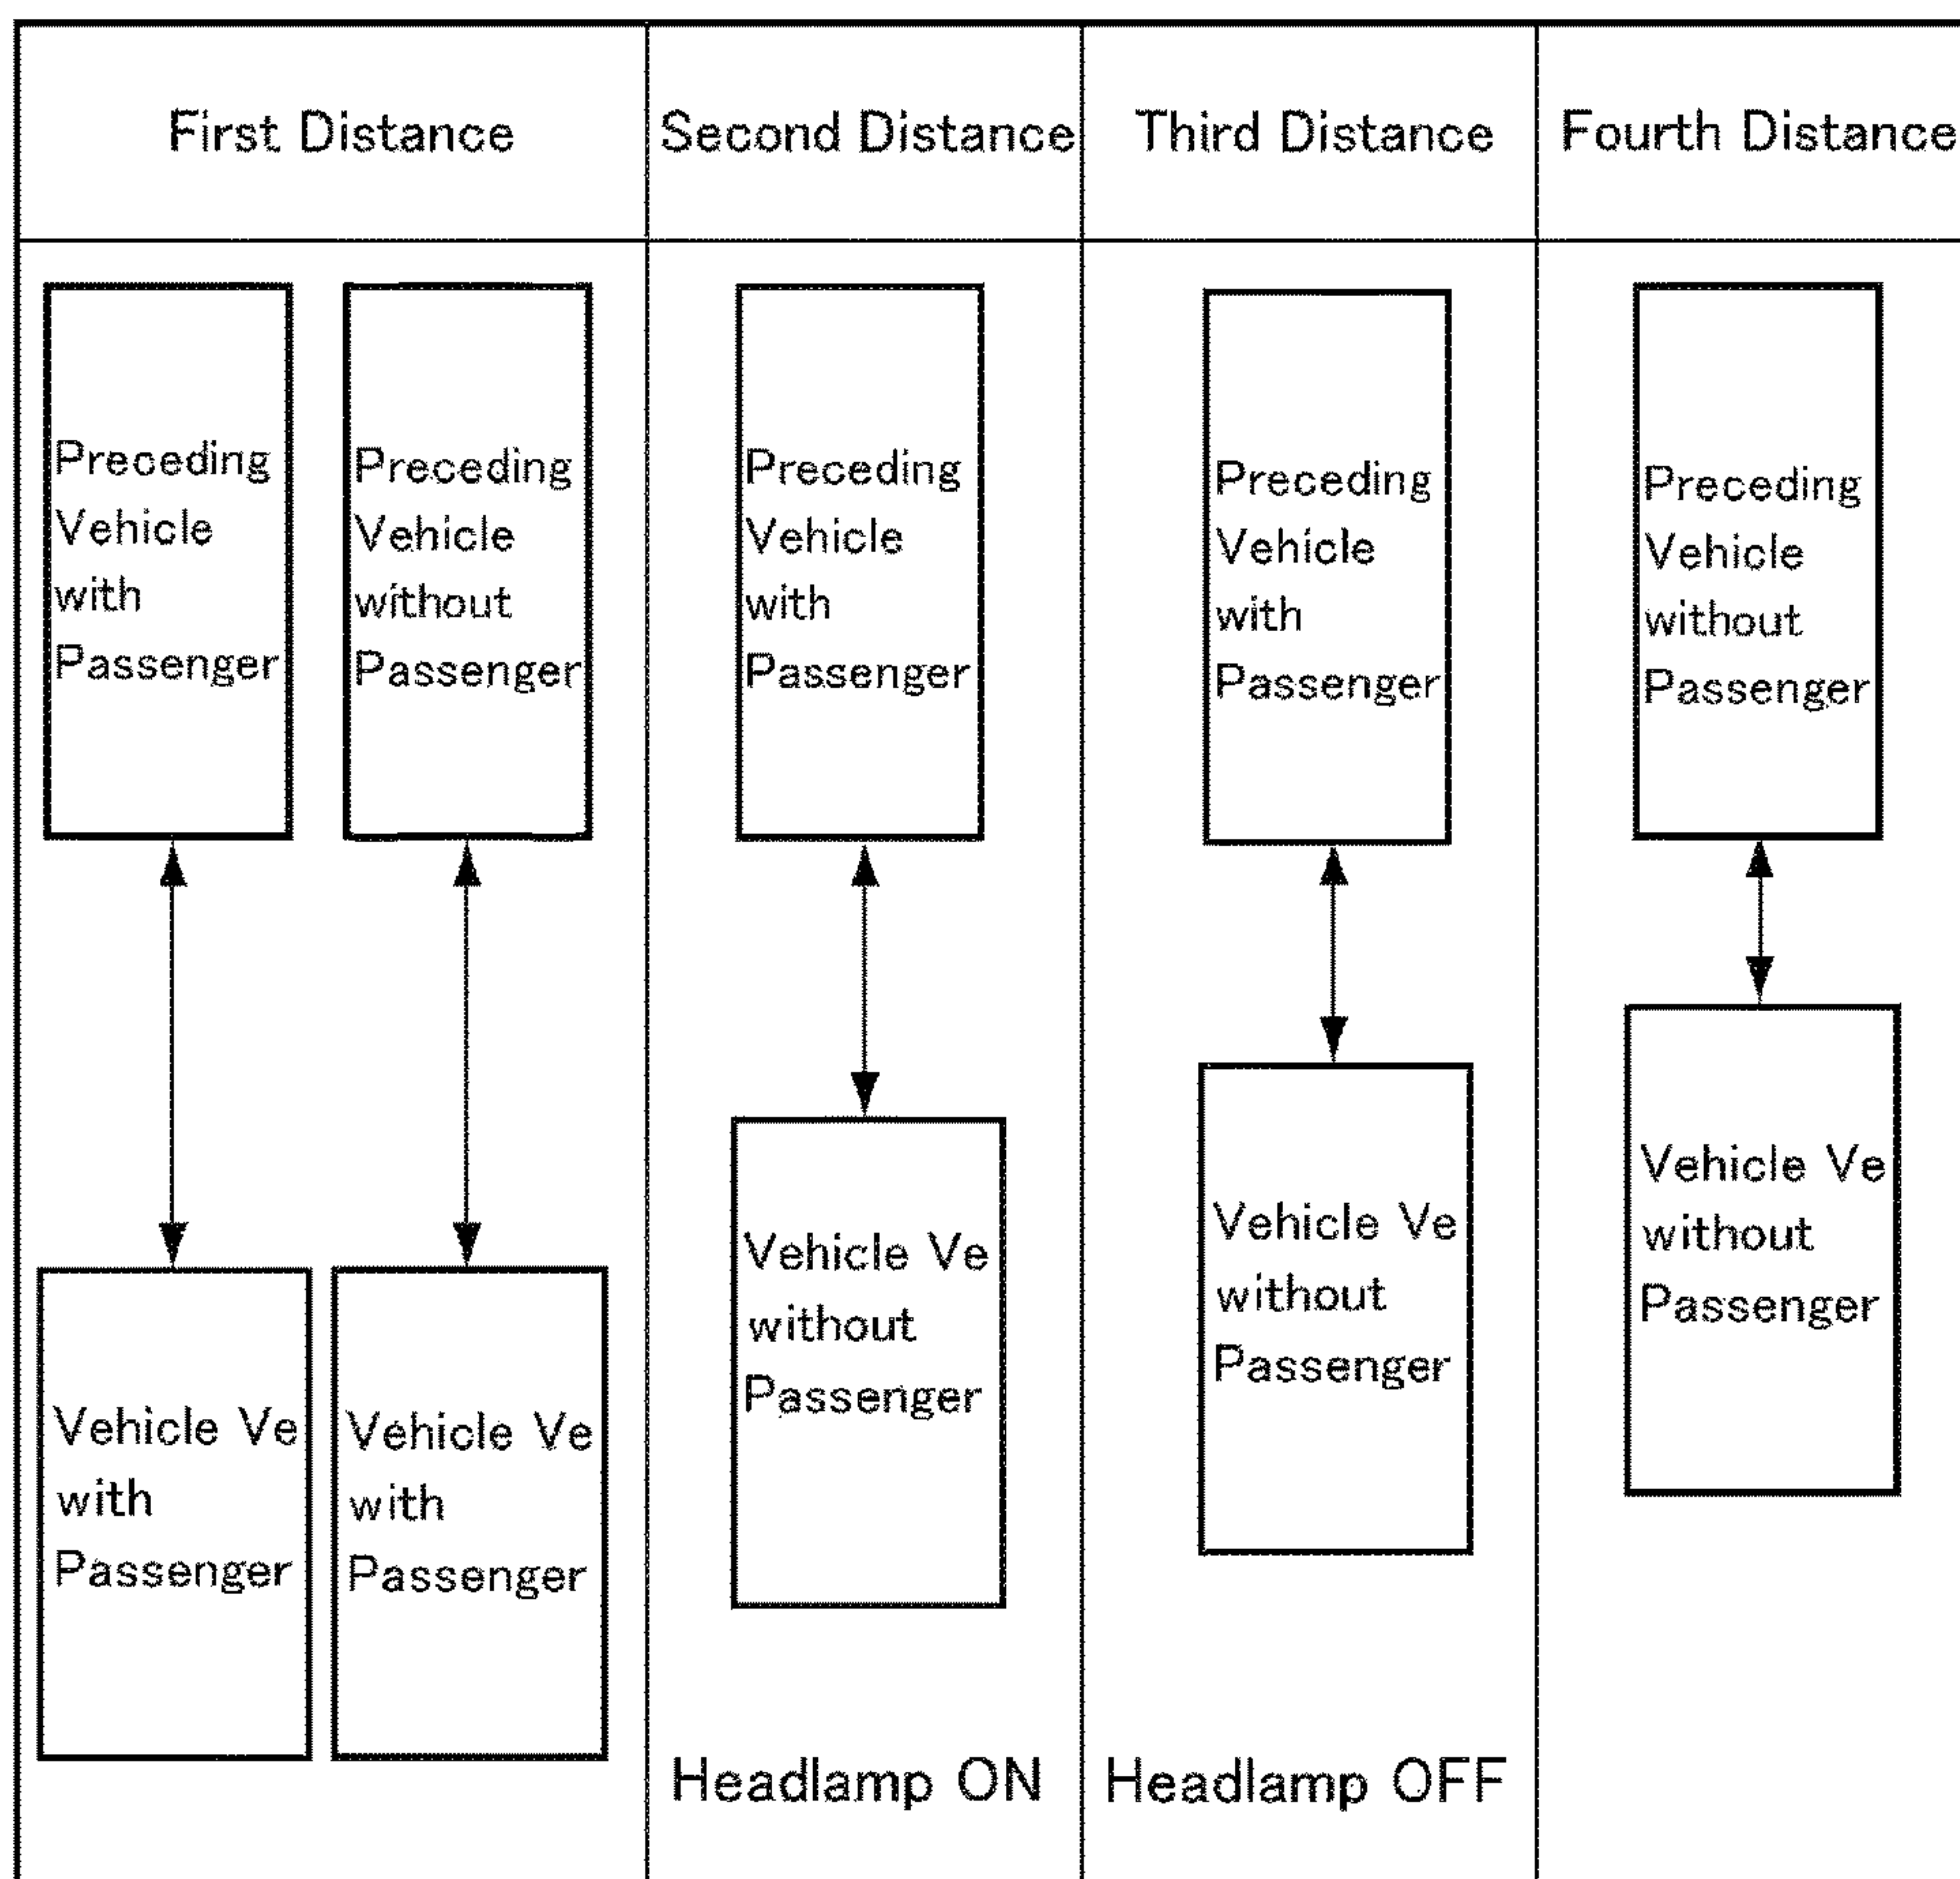 First Distance
Second Distance
Third Distance
Fourth Distance
Preceding
Vehicle
with
Passenger
Preceding
Vehicle
without
Passenger
Preceding
Vehicle
with
Passenger
Preceding
Vehicle
with
Passenger
Preceding
Vehicle
without
Passenger
Vehicle Ve
with
Passenger
Vehicle Ve
with
Passenger
Vehicle Ve
without
Passenger
Vehicle Ve
without
Passenger
Vehicle Ve
without
Passenger
Headlamp ON
Headlamp OFF